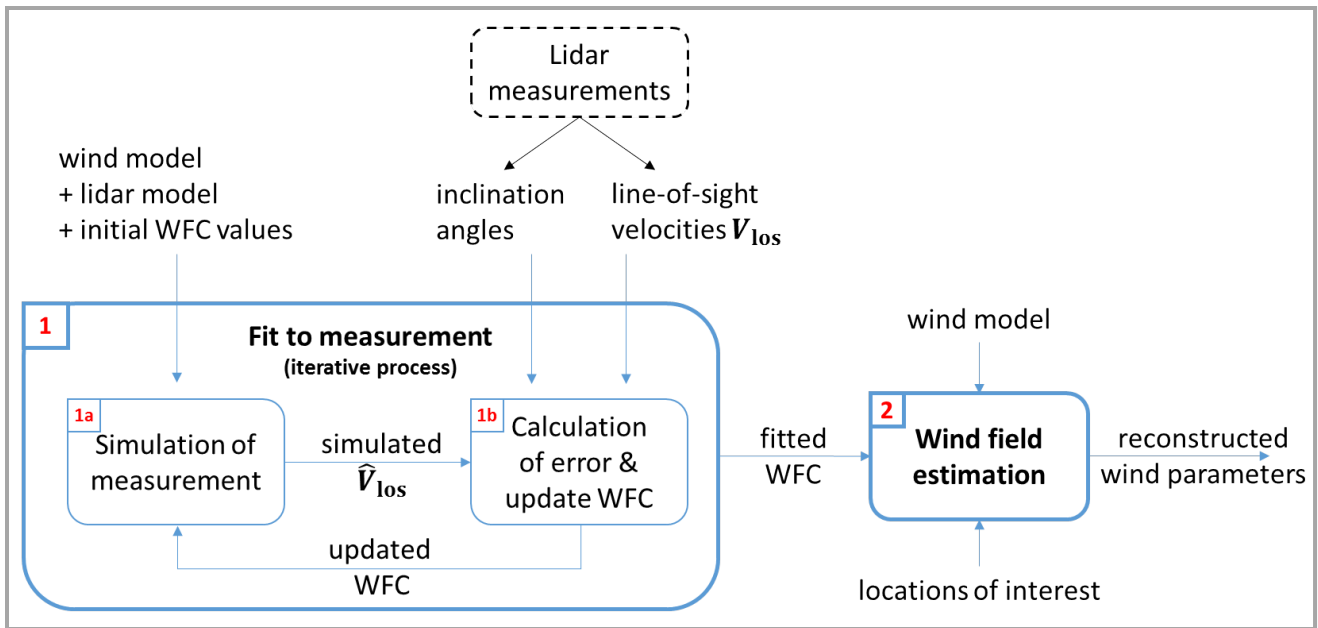 Lidar
measurements
wind model
+ lidar model
+ initial WFC values
inclination
angles
line-of-sight
velocities V_los
1
Fit to measurement
(iterative process)
1a
Simulation of
measurement
simulated
V̂_los
1b
Calculation
of error &
update WFC
updated
WFC
fitted
WFC
wind model
2
Wind field
estimation
locations of interest
reconstructed
wind parameters